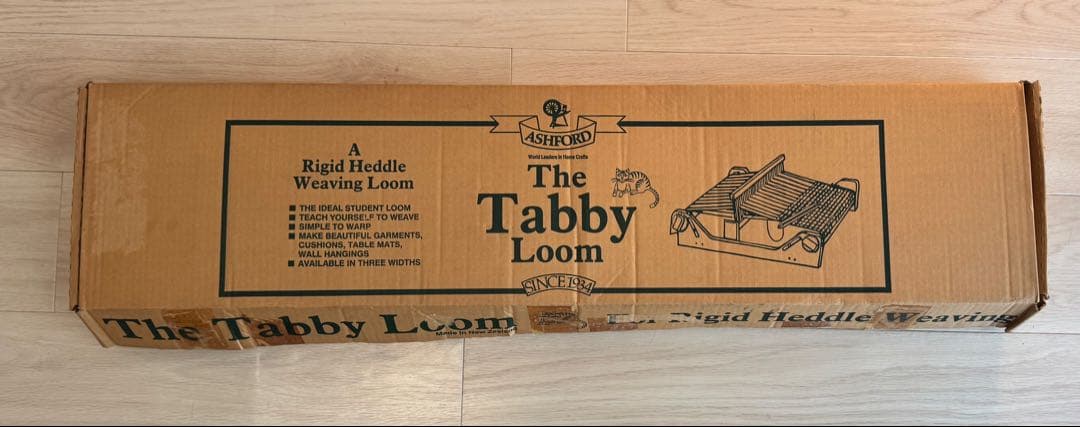 A
Rigid Heddle
Weaving Loom
■ THE IDEAL STUDENT LOOM
■ TEACH YOURSELF TO WEAVE
■ SIMPLE TO WARP
■ MAKE BEAUTIFUL GARMENTS,
CUSHIONS, TABLE MATS,
WALL HANGINGS
■ AVAILABLE IN THREE WIDTHS
ASHFORD
World Leaders in Home Crafts
The
Tabby
Loom
SINCE 1934
The Tabby Loom
Made in New Zealand
Rigid Heddle Weaving